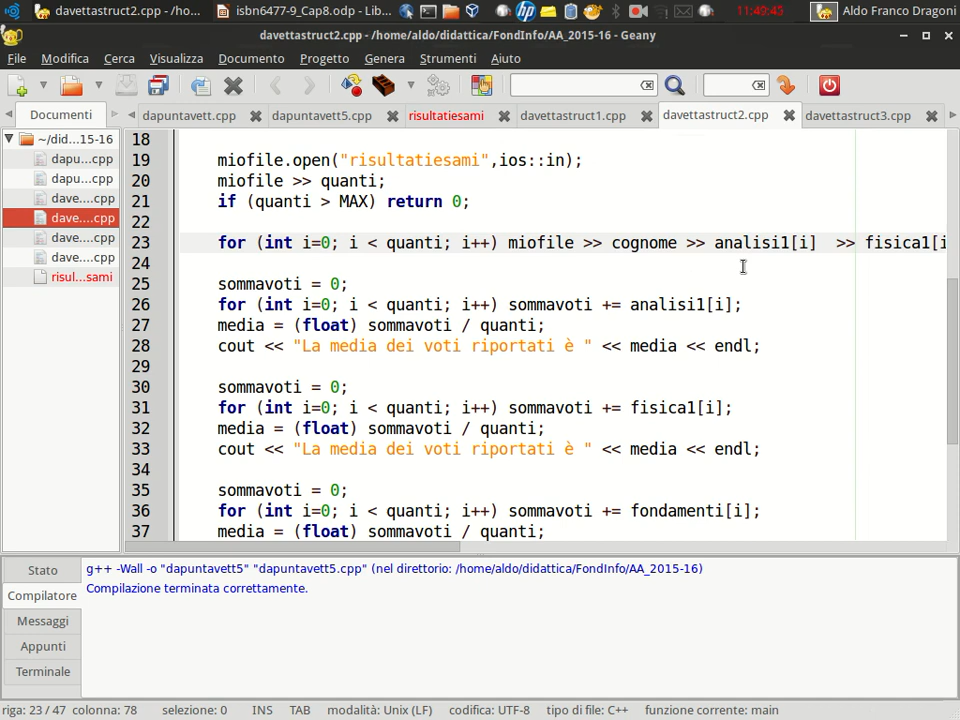 davettastruct2.cpp - /ho...
isbn6477-9_Cap8.odp - Lib...
11:49:45
Aldo Franco Dragoni
davettastruct2.cpp - /home/aldo/didattica/FondInfo/AA_2015-16 - Geany
File Modifica Cerca Visualizza Documento Progetto Genera Strumenti Aiuto
Documenti
dapuntavett.cpp
dapuntavett5.cpp
risultatiesami
davettastruct1.cpp
davettastruct2.cpp
davettastruct3.cpp
~/did...15-16
dapu...cpp
dapu...cpp
dave....cpp
dave....cpp
dave....cpp
dave....cpp
risul...sami
18
19 miofile.open("risultatiesami",ios::in);
20 miofile >> quanti;
21 if (quanti > MAX) return 0;
22
23 for (int i=0; i < quanti; i++) miofile >> cognome >> analisi1[i]  >> fisica1[i
24
25 sommavoti = 0;
26 for (int i=0; i < quanti; i++) sommavoti += analisi1[i];
27 media = (float) sommavoti / quanti;
28 cout << "La media dei voti riportati è " << media << endl;
29
30 sommavoti = 0;
31 for (int i=0; i < quanti; i++) sommavoti += fisica1[i];
32 media = (float) sommavoti / quanti;
33 cout << "La media dei voti riportati è " << media << endl;
34
35 sommavoti = 0;
36 for (int i=0; i < quanti; i++) sommavoti += fondamenti[i];
37 media = (float) sommavoti / quanti;
Stato
Compilatore
Messaggi
Appunti
Terminale
g++ -Wall -o "dapuntavett5" "dapuntavett5.cpp" (nel direttorio: /home/aldo/didattica/FondInfo/AA_2015-16)
Compilazione terminata correttamente.
riga: 23 / 47 colonna: 78 selezione: 0 INS TAB modalità: Unix (LF) codifica: UTF-8 tipo di file: C++ funzione corrente: main